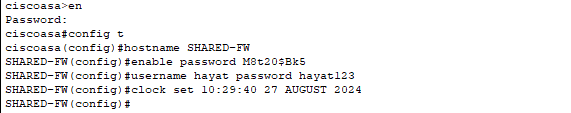 ciscoasa>en
Password:
ciscoasa#config t
ciscoasa(config)#hostname SHARED-FW
SHARED-FW(config)#enable password M8t20$Bk5
SHARED-FW(config)#username hayat password hayat123
SHARED-FW(config)#clock set 10:29:40 27 AUGUST 2024
SHARED-FW(config)#